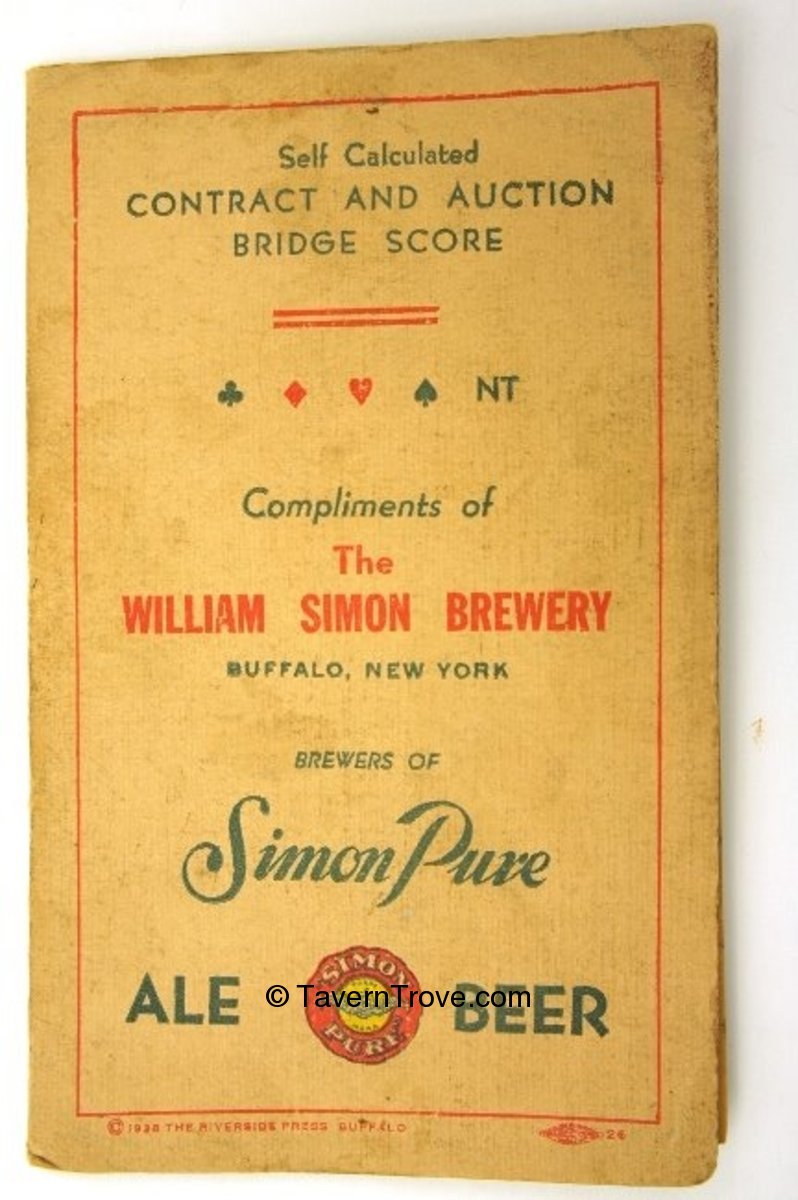 Self Calculated
CONTRACT AND AUCTION
BRIDGE SCORE
♣ ♦ ♥ ♠ NT
Compliments of
The
WILLIAM SIMON BREWERY
BUFFALO, NEW YORK
BREWERS OF
Simon Pure
ALE BEER
SIMON
PURE
© TavernTrove.com
© THE RIVERSIDE PRESS BUFFALO
26